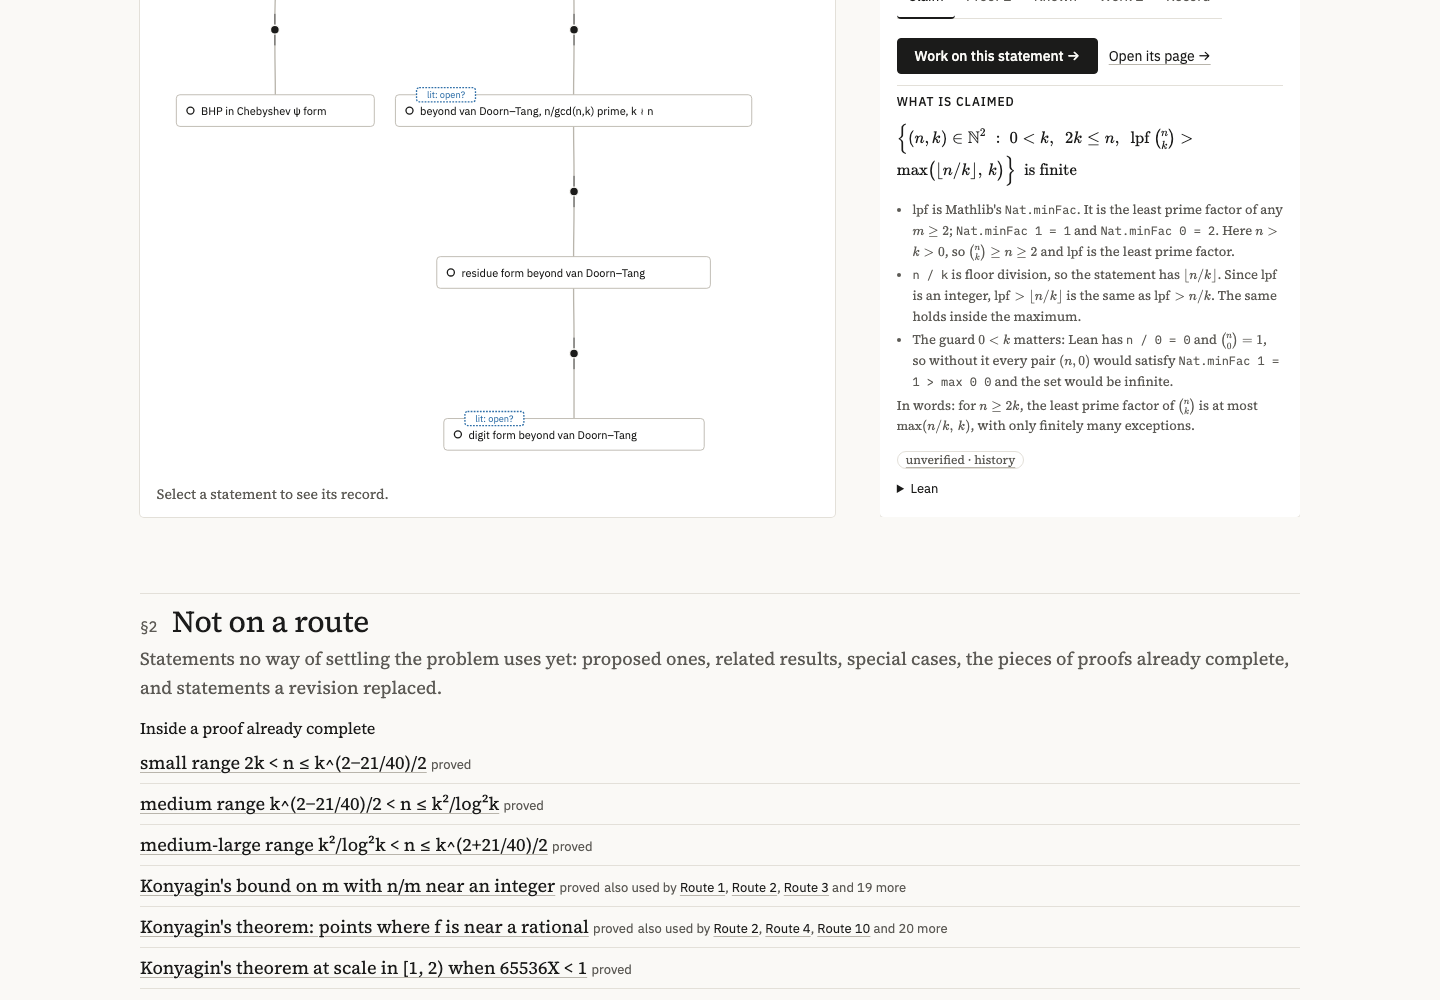 BHP in Chebyshev ψ form
lit: open?
beyond van Doorn–Tang, n/gcd(n,k) prime, k ∤ n
residue form beyond van Doorn–Tang
lit: open?
digit form beyond van Doorn–Tang
Select a statement to see its record.
Work on this statement → Open its page →
WHAT IS CLAIMED
{(n, k) ∈ ℕ² : 0 < k, 2k ≤ n, lpf (n k) >
max(⌊n/k⌋, k)} is finite
• lpf is Mathlib's Nat.minFac. It is the least prime factor of any
m ≥ 2; Nat.minFac 1 = 1 and Nat.minFac 0 = 2. Here n >
k > 0, so (n k) ≥ n ≥ 2 and lpf is the least prime factor.
• n / k is floor division, so the statement has ⌊n/k⌋. Since lpf
is an integer, lpf > ⌊n/k⌋ is the same as lpf > n/k. The same
holds inside the maximum.
• The guard 0 < k matters: Lean has n / 0 = 0 and (n 0) = 1,
so without it every pair (n, 0) would satisfy Nat.minFac 1 =
1 > max 0 0 and the set would be infinite.
In words: for n ≥ 2k, the least prime factor of (n k) is at most
max(n/k, k), with only finitely many exceptions.
unverified · history
▶ Lean
§2 Not on a route
Statements no way of settling the problem uses yet: proposed ones, related results, special cases, the pieces of proofs already complete,
and statements a revision replaced.
Inside a proof already complete
small range 2k < n ≤ k^(2−21/40)/2 proved
medium range k^(2−21/40)/2 < n ≤ k²/log²k proved
medium-large range k²/log²k < n ≤ k^(2+21/40)/2 proved
Konyagin's bound on m with n/m near an integer proved also used by Route 1, Route 2, Route 3 and 19 more
Konyagin's theorem: points where f is near a rational proved also used by Route 2, Route 4, Route 10 and 20 more
Konyagin's theorem at scale in [1, 2) when 65536X < 1 proved